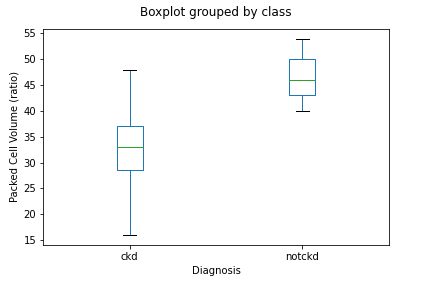 Boxplot grouped by class
Packed Cell Volume (ratio)
55
50
45
40
35
30
25
20
15
ckd
notckd
Diagnosis